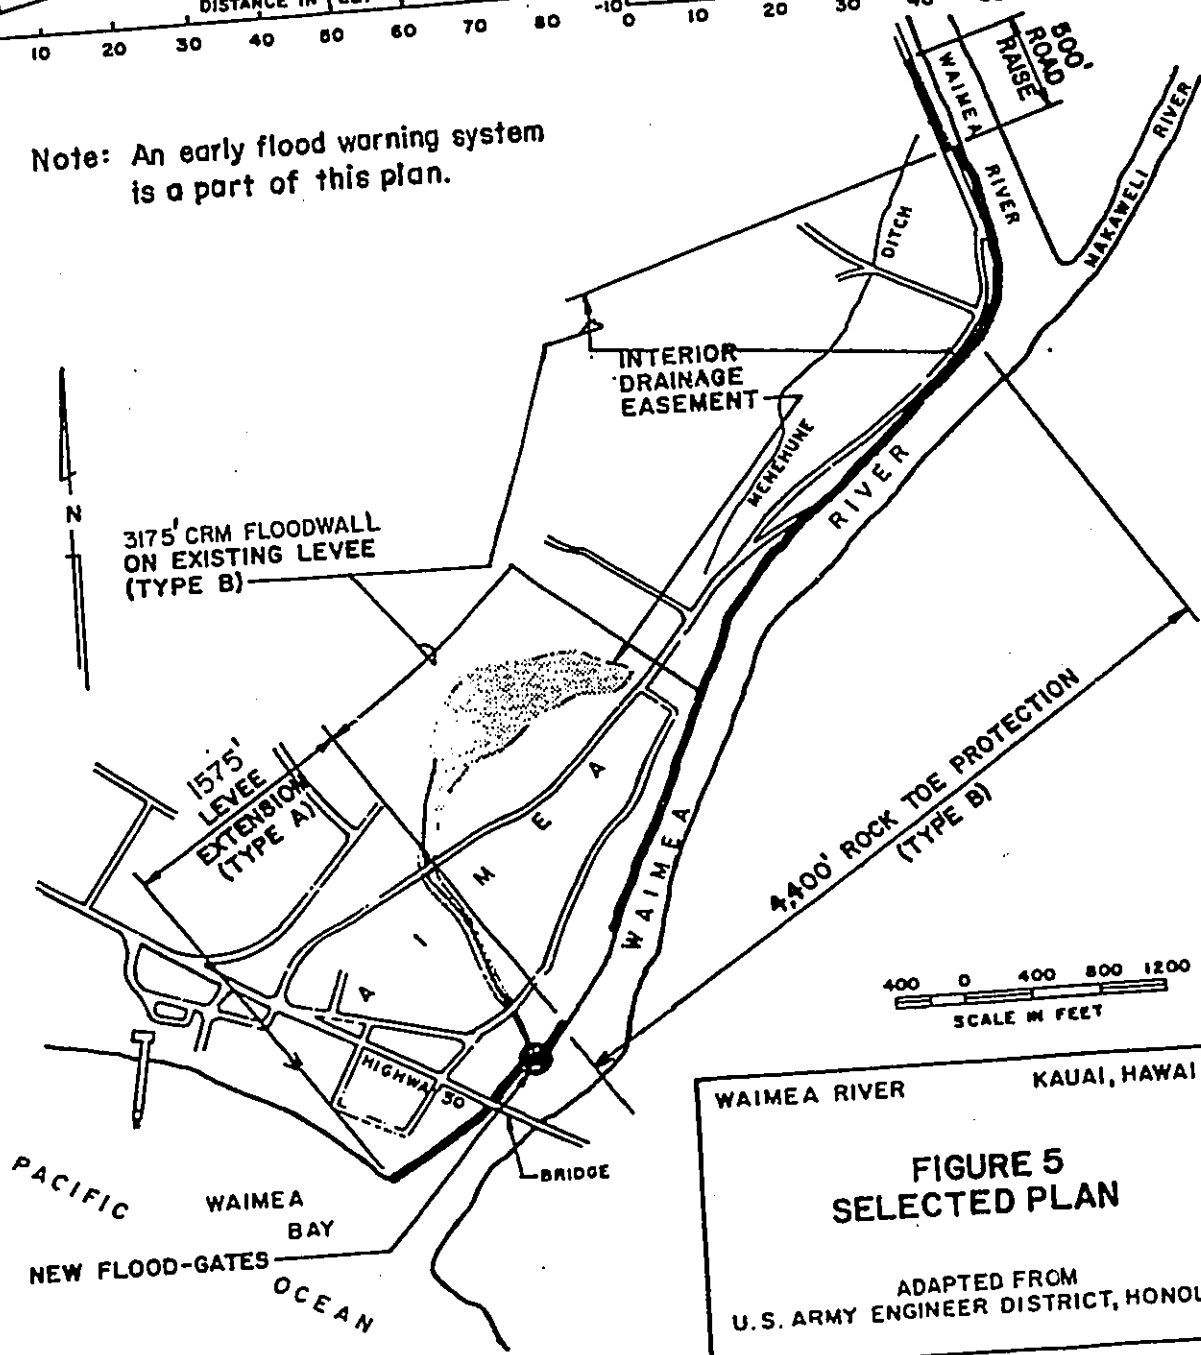 DISTANCE IN
10 20 30 40 50 60 70 80
-10
0 10 20 30
Note: An early flood warning system
is a part of this plan.
500'
ROAD
RAISE
WAIMEA
RIVER
MAKAWELI RIVER
DITCH
MENEHUNE
INTERIOR
DRAINAGE
EASEMENT
N
3175' CRM FLOODWALL
ON EXISTING LEVEE
(TYPE B)
RIVER
WAIMEA
1575'
LEVEE
EXTENSION
(TYPE A)
4,400' ROCK TOE PROTECTION
(TYPE B)
WAIMEA
HIGHWAY 30
400 0 400 800 1200
SCALE IN FEET
BRIDGE
PACIFIC
WAIMEA
BAY
NEW FLOOD-GATES
OCEAN
WAIMEA RIVER KAUAI, HAWAI
FIGURE 5
SELECTED PLAN
ADAPTED FROM
U.S. ARMY ENGINEER DISTRICT, HONOL